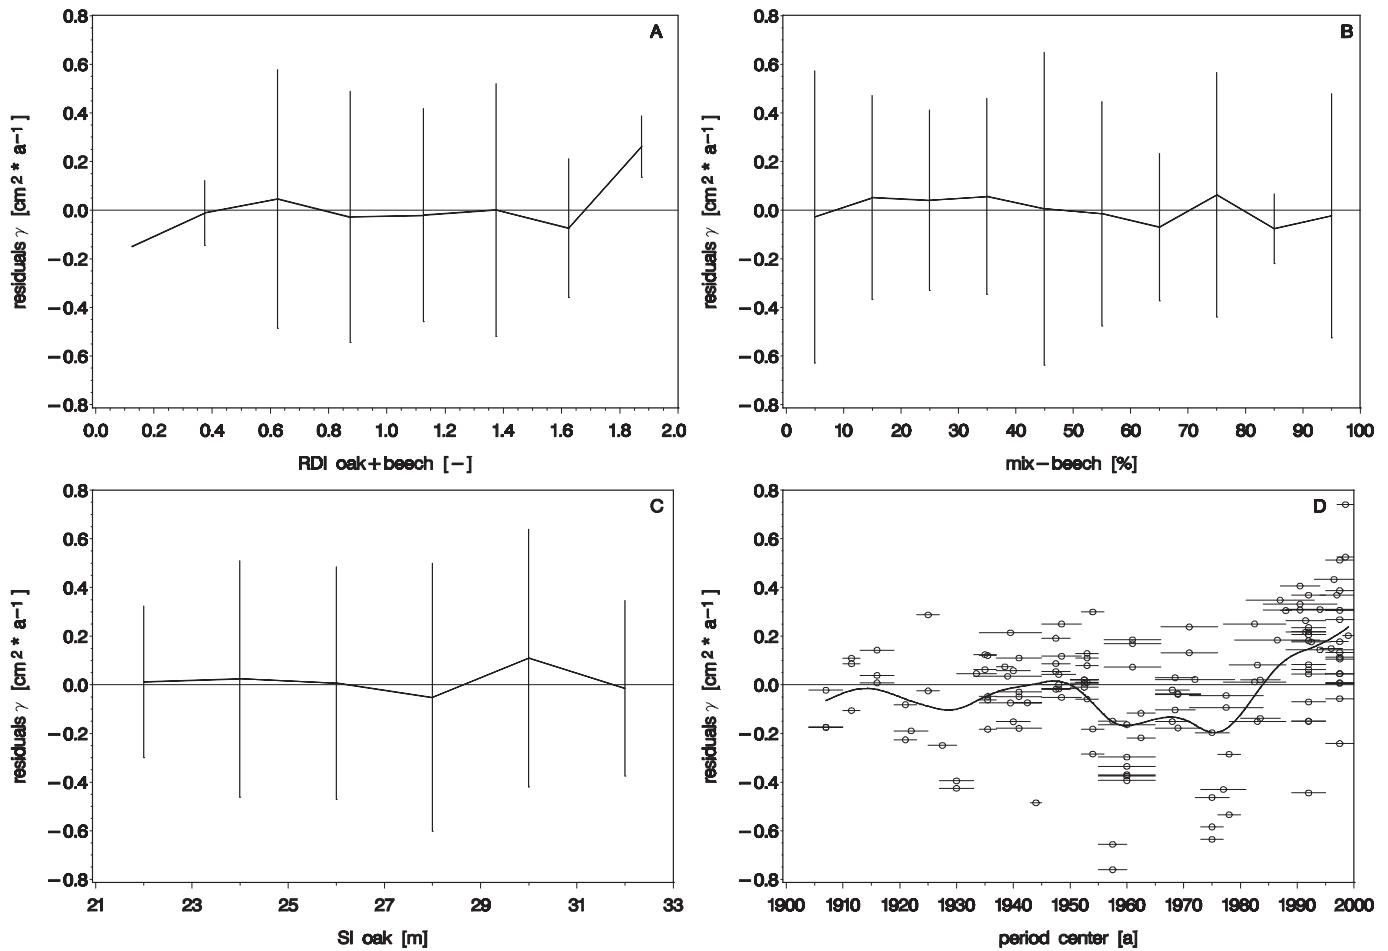 A
0.8
0.6
0.4
0.2
0.0
−0.2
−0.4
−0.6
−0.8
residuals γ [cm² * a−1]
0.0 0.2 0.4 0.6 0.8 1.0 1.2 1.4 1.6 1.8 2.0
RDI oak+beech [−]
B
0.8
0.6
0.4
0.2
0.0
−0.2
−0.4
−0.6
−0.8
residuals γ [cm² * a−1]
0 10 20 30 40 50 60 70 80 90 100
mix−beech [%]
C
0.8
0.6
0.4
0.2
0.0
−0.2
−0.4
−0.6
−0.8
residuals γ [cm² * a−1]
21 23 25 27 29 31 33
SI oak [m]
D
0.8
0.6
0.4
0.2
0.0
−0.2
−0.4
−0.6
−0.8
residuals γ [cm² * a−1]
1900 1910 1920 1930 1940 1950 1960 1970 1980 1990 2000
period center [a]